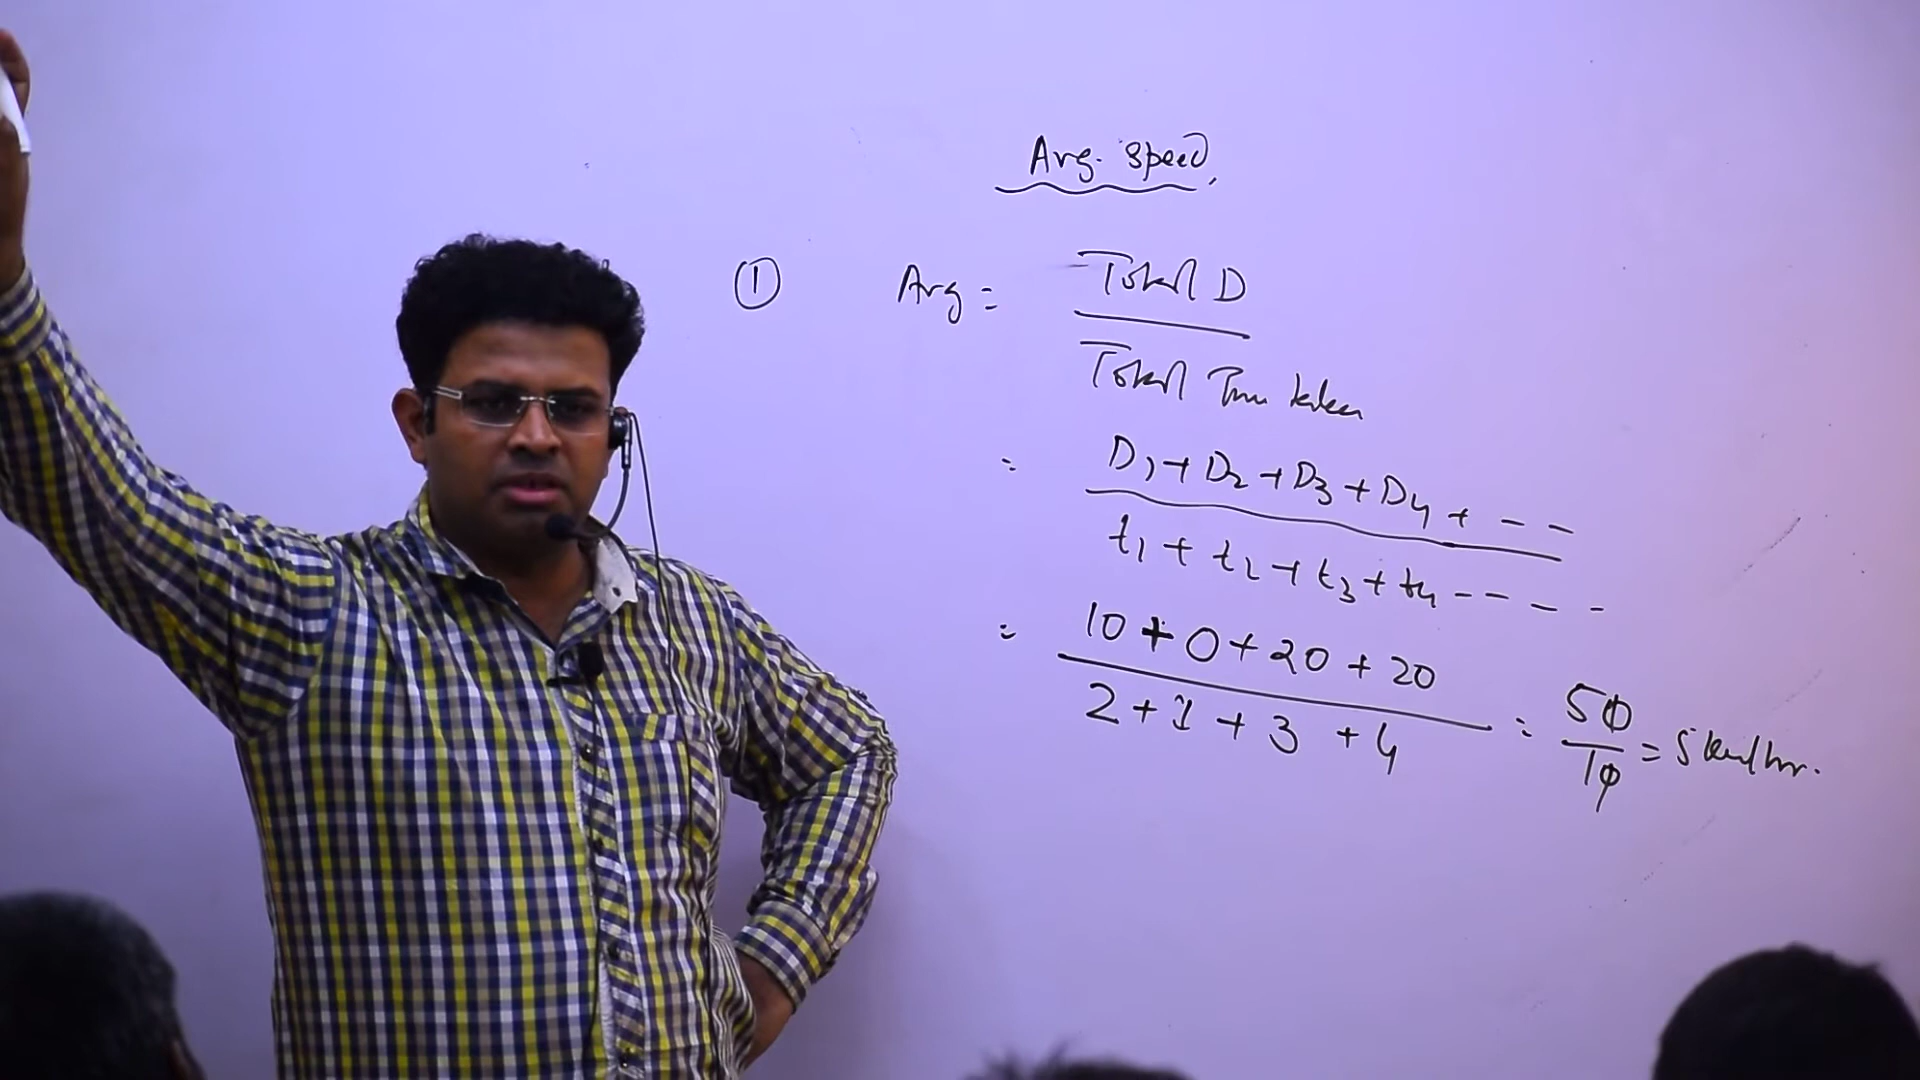 Avg. Speed
① Avg = Total D
Total Time taken
= D1 + D2 + D3 + D4 + - -
t1 + t2 + t3 + t4 - - - -
= 10 + 0 + 20 + 20
2 + 1 + 3 + 4
= 50
10
= 5 km/hr.